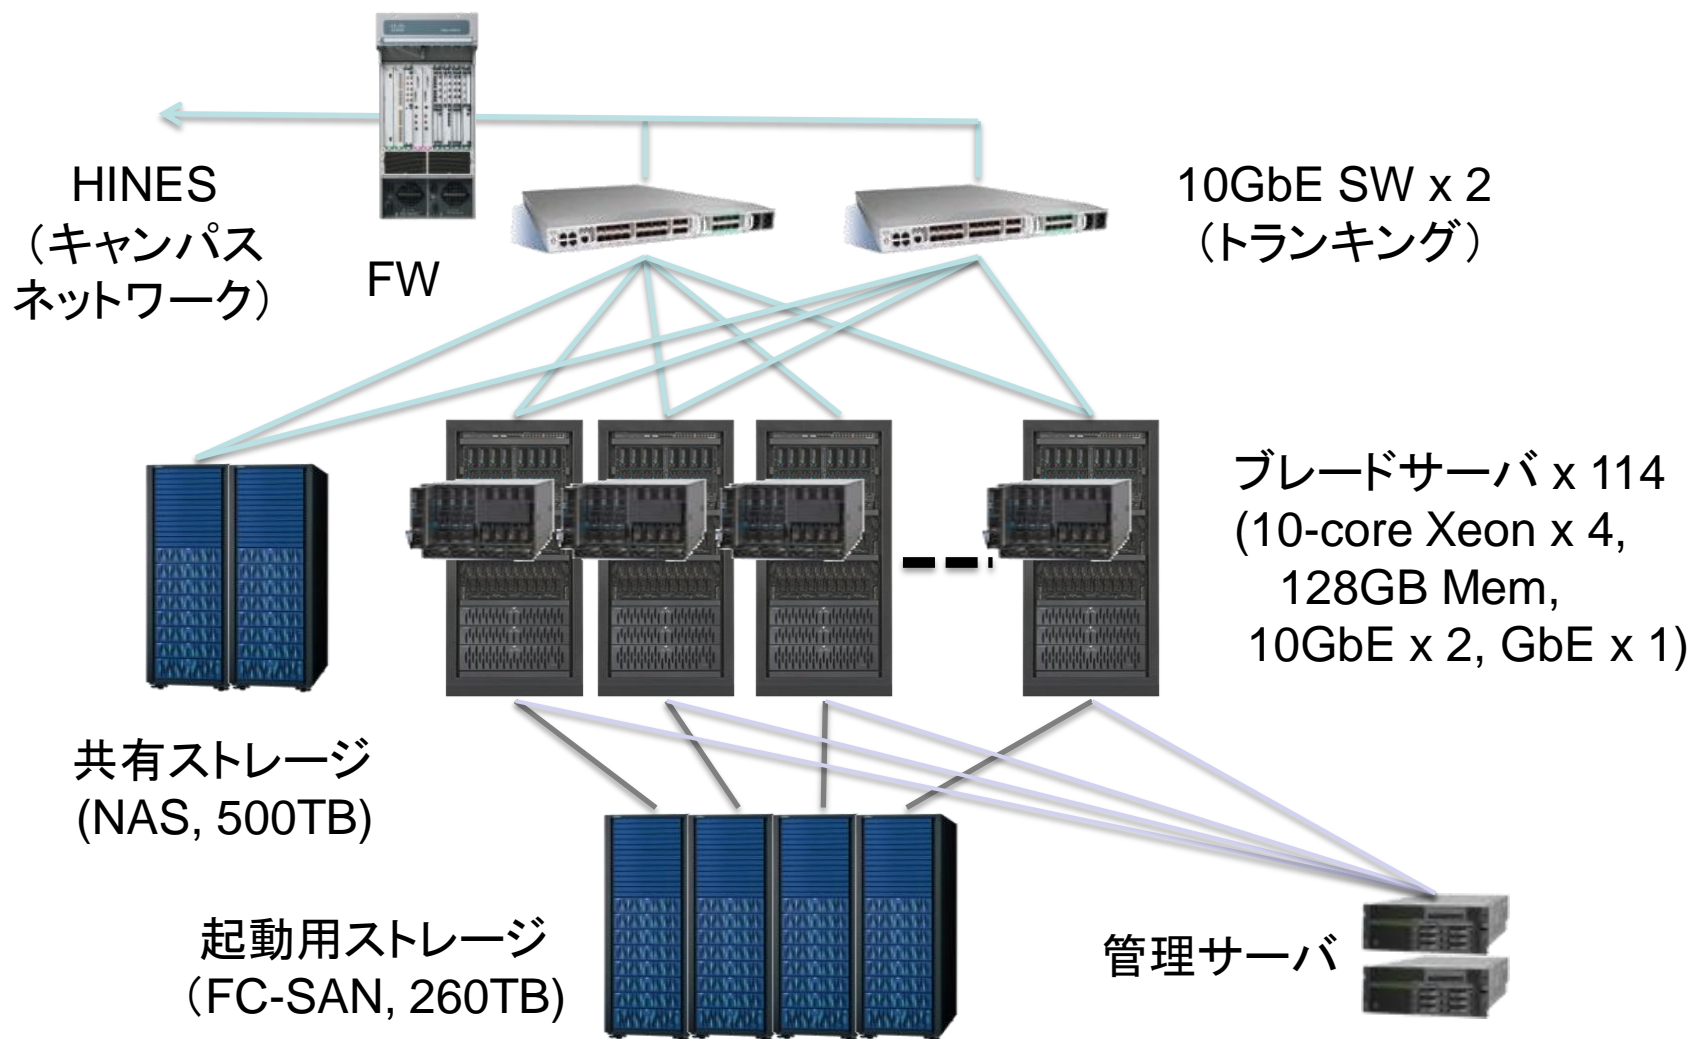 HINES
（キャンパス
ネットワーク）
FW
10GbE SW x 2
（トランキング）
ブレードサーバ x 114
(10-core Xeon x 4,
128GB Mem,
10GbE x 2, GbE x 1)
共有ストレージ
(NAS, 500TB)
起動用ストレージ
（FC-SAN, 260TB)
管理サーバ